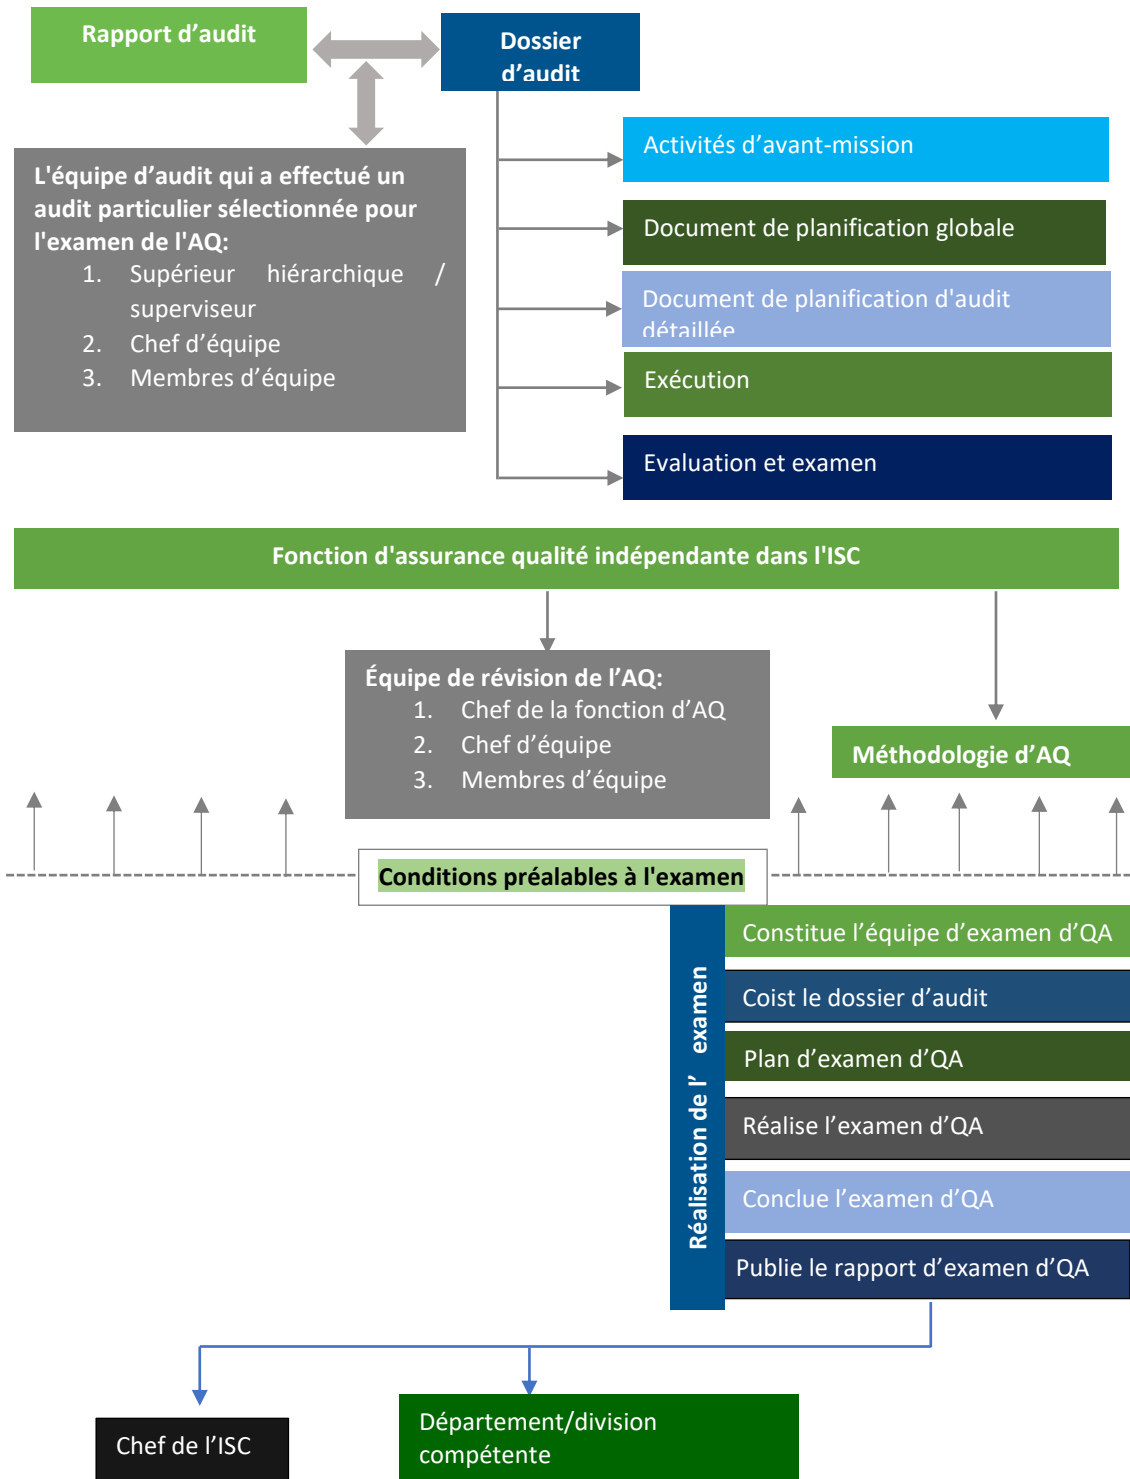 Rapport d’audit
Dossier
d’audit
Activités d’avant-mission
L'équipe d’audit qui a effectué un
audit particulier sélectionnée pour
l'examen de l'AQ:
1. Supérieur hiérarchique /
superviseur
2. Chef d’équipe
3. Membres d’équipe
Document de planification globale
Document de planification d'audit
détaillée
Exécution
Evaluation et examen
Fonction d'assurance qualité indépendante dans l'ISC
Équipe de révision de l’AQ:
1. Chef de la fonction d’AQ
2. Chef d’équipe
3. Membres d’équipe
Méthodologie d’AQ
Conditions préalables à l'examen
Réalisation de l’ examen
Constitue l’équipe d’examen d’QA
Coist le dossier d’audit
Plan d’examen d’QA
Réalise l’examen d’QA
Conclue l’examen d’QA
Publie le rapport d’examen d’QA
Chef de l’ISC
Département/division
compétente